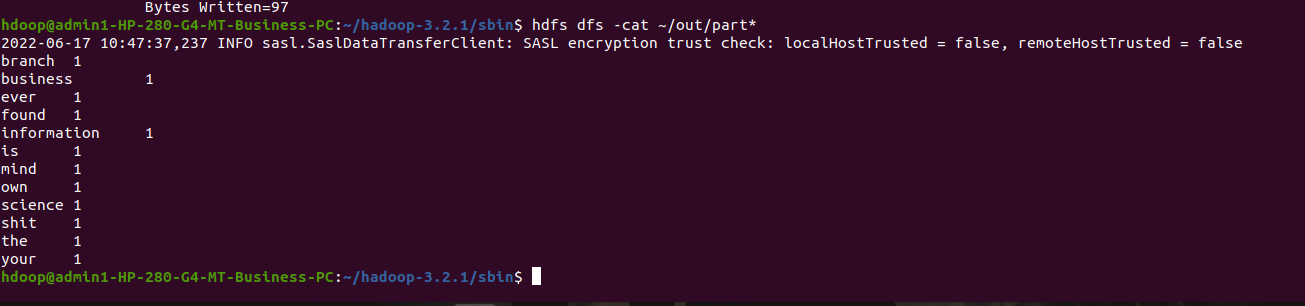 Bytes Written=97
hdoop@admin1-HP-280-G4-MT-Business-PC:~/hadoop-3.2.1/sbin$ hdfs dfs -cat ~/out/part*
2022-06-17 10:47:37,237 INFO sasl.SaslDataTransferClient: SASL encryption trust check: localHostTrusted = false, remoteHostTrusted = false
branch 1
business 1
ever 1
found 1
information 1
is 1
mind 1
own 1
science 1
shit 1
the 1
your 1
hdoop@admin1-HP-280-G4-MT-Business-PC:~/hadoop-3.2.1/sbin$